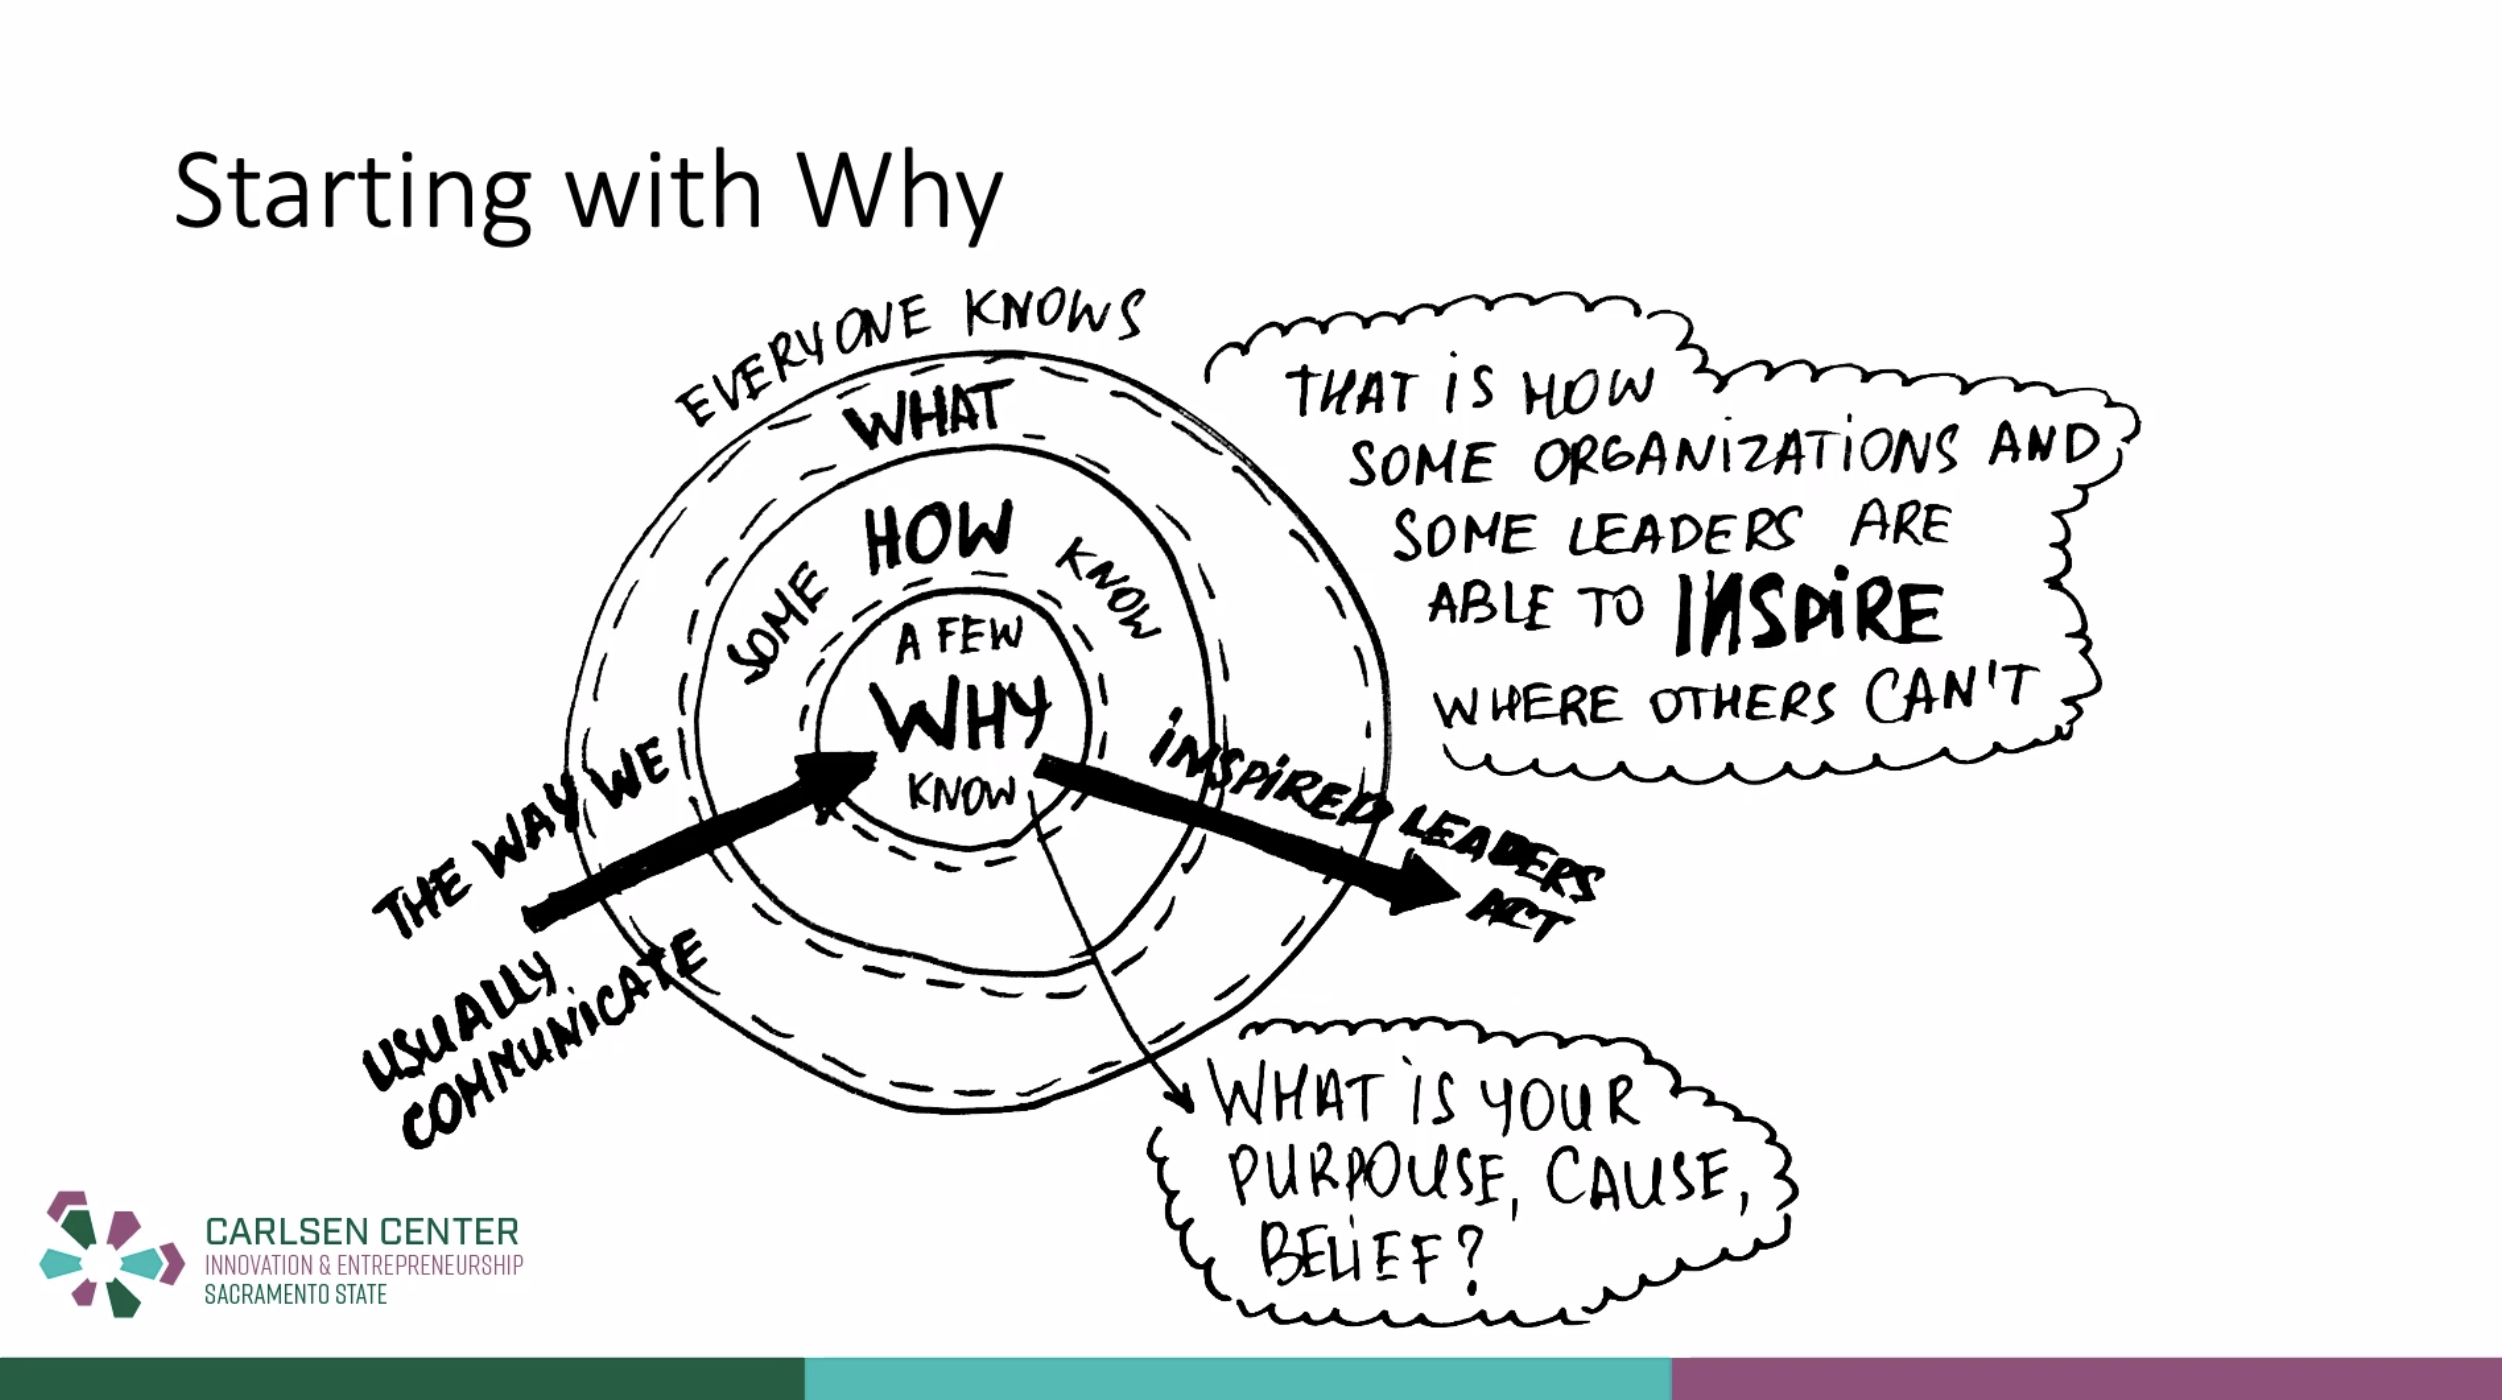 Starting with Why
EVERYONE KNOWS
WHAT
HOW
SOME KNOW
A FEW
WHY
KNOW
THE WAY WE
USUALLY
COMMUNICATE
INSPIRED LEADERS
ACT
THAT IS HOW
SOME ORGANIZATIONS AND
SOME LEADERS ARE
ABLE TO INSPIRE
WHERE OTHERS CAN'T
WHAT IS YOUR
PURPOUSE, CAUSE,
BELIEF?
CARLSEN CENTER
INNOVATION & ENTREPRENEURSHIP
SACRAMENTO STATE